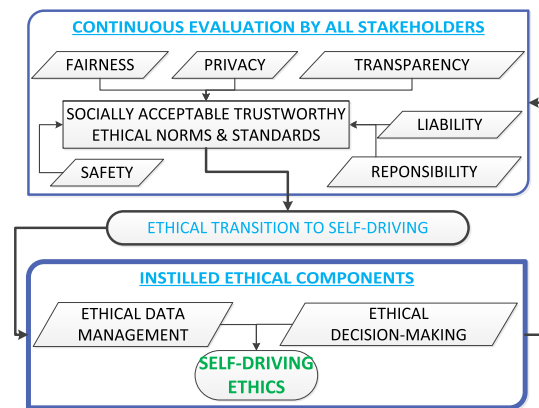 CONTINUOUS EVALUATION BY ALL STAKEHOLDERS
FAIRNESS
PRIVACY
TRANSPARENCY
SOCIALLY ACCEPTABLE TRUSTWORTHY
ETHICAL NORMS & STANDARDS
LIABILITY
SAFETY
REPONSIBILITY
ETHICAL TRANSITION TO SELF-DRIVING
INSTILLED ETHICAL COMPONENTS
ETHICAL DATA
MANAGEMENT
ETHICAL
DECISION-MAKING
SELF-DRIVING
ETHICS